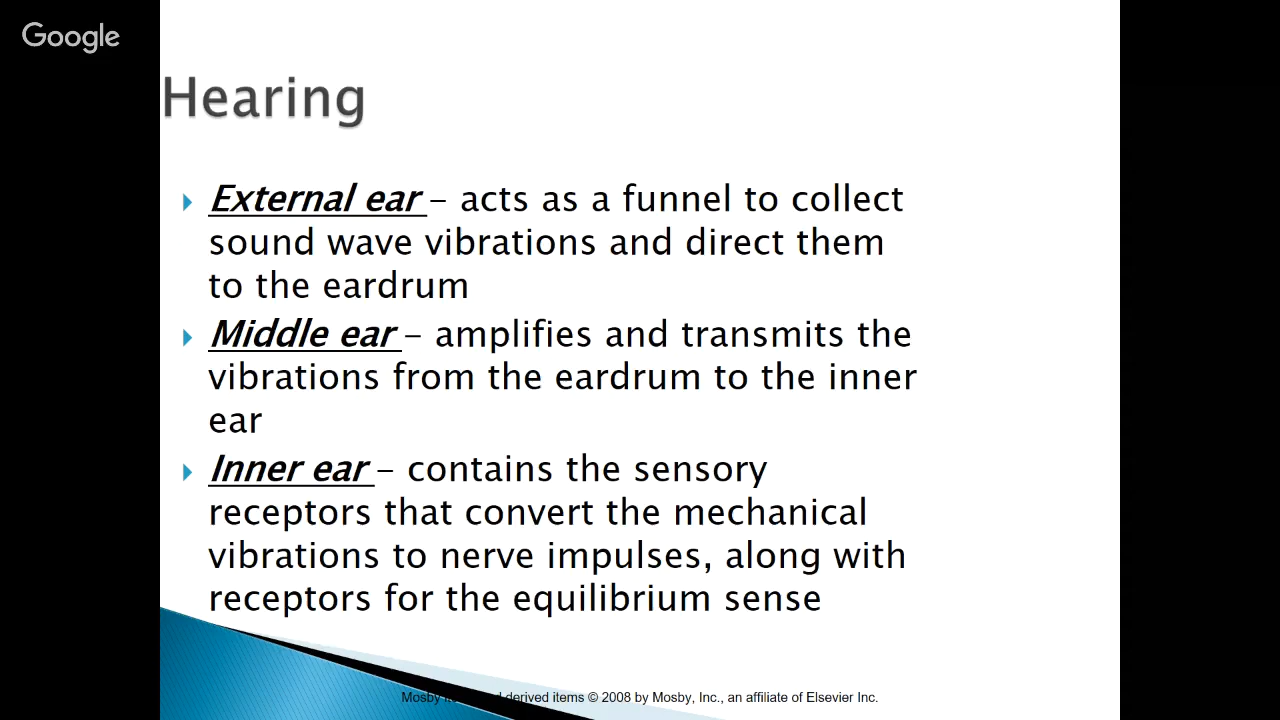 Google
Hearing
External ear – acts as a funnel to collect
sound wave vibrations and direct them
to the eardrum
Middle ear – amplifies and transmits the
vibrations from the eardrum to the inner
ear
Inner ear – contains the sensory
receptors that convert the mechanical
vibrations to nerve impulses, along with
receptors for the equilibrium sense
Mosby derived items © 2008 by Mosby, Inc., an affiliate of Elsevier Inc.